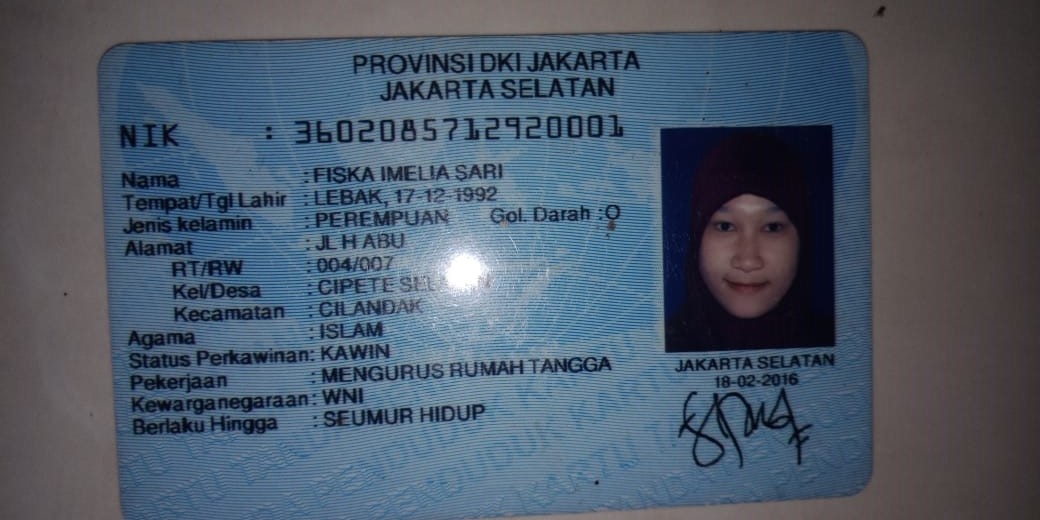 PROVINSI DKI JAKARTA
JAKARTA SELATAN
NIK : 3602085712920001
Nama : FISKA IMELIA SARI
Tempat/Tgl Lahir : LEBAK, 17-12-1992
Jenis kelamin : PEREMPUAN Gol. Darah : O
Alamat : JL H ABU
RT/RW : 004/007
Kel/Desa : CIPETE
Kecamatan : CILANDAK
Agama : ISLAM
Status Perkawinan: KAWIN
Pekerjaan : MENGURUS RUMAH TANGGA
Kewarganegaraan: WNI
Berlaku Hingga : SEUMUR HIDUP
JAKARTA SELATAN
18-02-2016